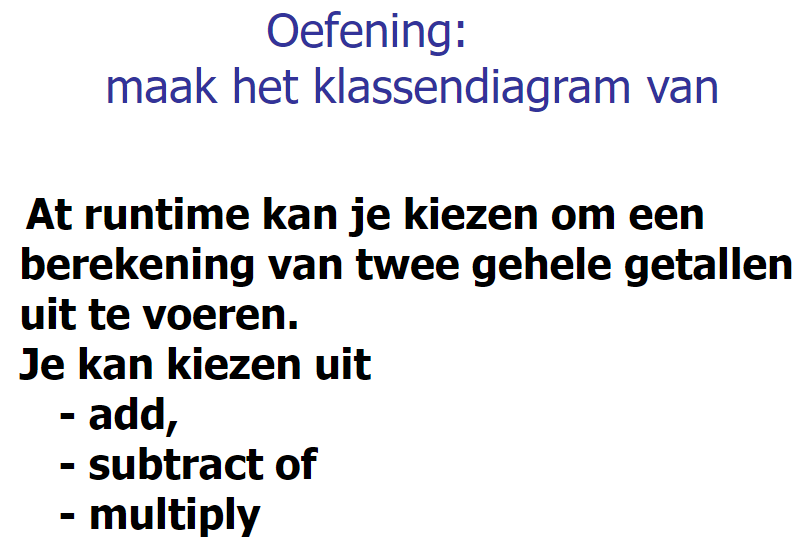 Oefening:
maak het klassendiagram van
At runtime kan je kiezen om een
berekening van twee gehele getallen
uit te voeren.
Je kan kiezen uit
- add,
- subtract of
- multiply